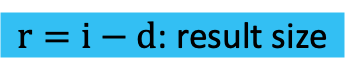 r = i − d: result size